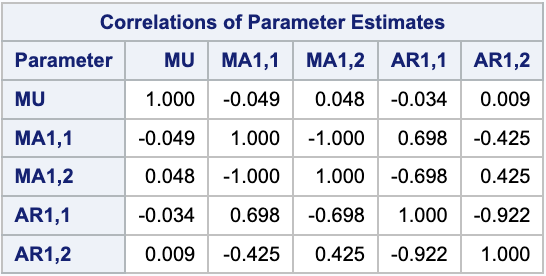 Correlations of Parameter Estimates
Parameter MU MA1,1 MA1,2 AR1,1 AR1,2
MU 1.000 -0.049 0.048 -0.034 0.009
MA1,1 -0.049 1.000 -1.000 0.698 -0.425
MA1,2 0.048 -1.000 1.000 -0.698 0.425
AR1,1 -0.034 0.698 -0.698 1.000 -0.922
AR1,2 0.009 -0.425 0.425 -0.922 1.000